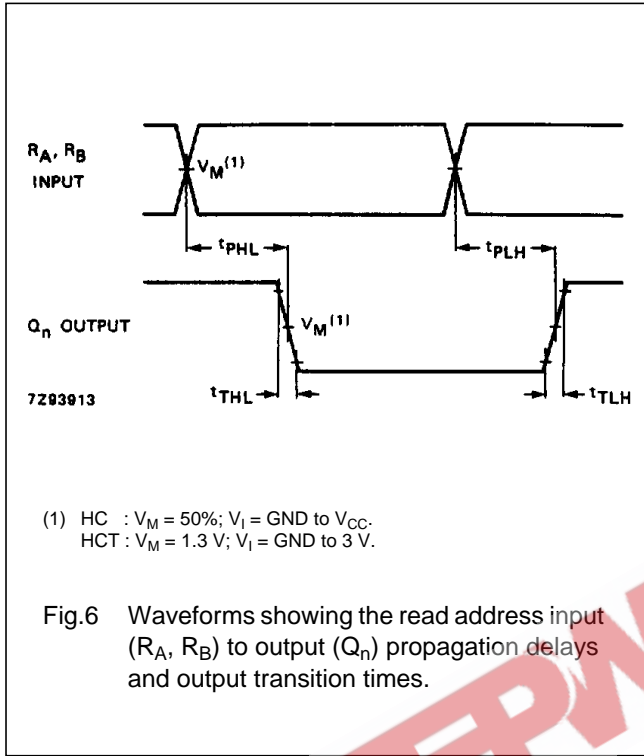 R_A, R_B
INPUT
V_M (1)
t_PHL
t_PLH
Q_n OUTPUT
V_M (1)
7Z93913
t_THL
t_TLH
(1) HC : V_M = 50%; V_I = GND to V_CC.
HCT : V_M = 1.3 V; V_I = GND to 3 V.
Fig.6 Waveforms showing the read address input
(R_A, R_B) to output (Q_n) propagation delays
and output transition times.